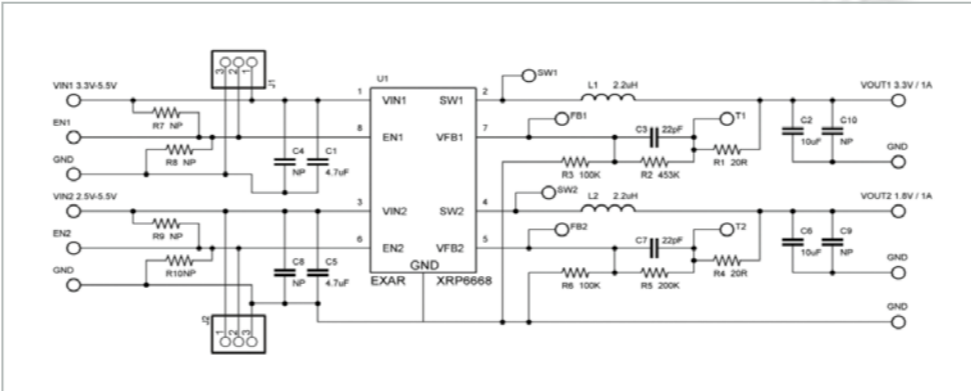 3 2 1
J1
U1
VIN1 3.3V-5.5V
R7 NP
EN1
R8 NP
GND
C4
NP
C1
4.7uF
1 VIN1 SW1 2
SW1
L1 2.2uH
VOUT1 3.3V / 1A
8 EN1 VFB1 7
FB1
C3 22pF
T1
R3 100K
R2 453K
R1 20R
C2
10uF
C10
NP
GND
VIN2 2.5V-5.5V
R9 NP
EN2
R10NP
GND
C8
NP
C5
4.7uF
3 VIN2 SW2 4
SW2
L2 2.2uH
VOUT2 1.8V / 1A
6 EN2 VFB2 5
FB2
C7 22pF
T2
R6 100K
R5 200K
R4 20R
C6
10uF
C9
NP
GND
GND
EXAR XRP6668
GND
J2
1 2 3